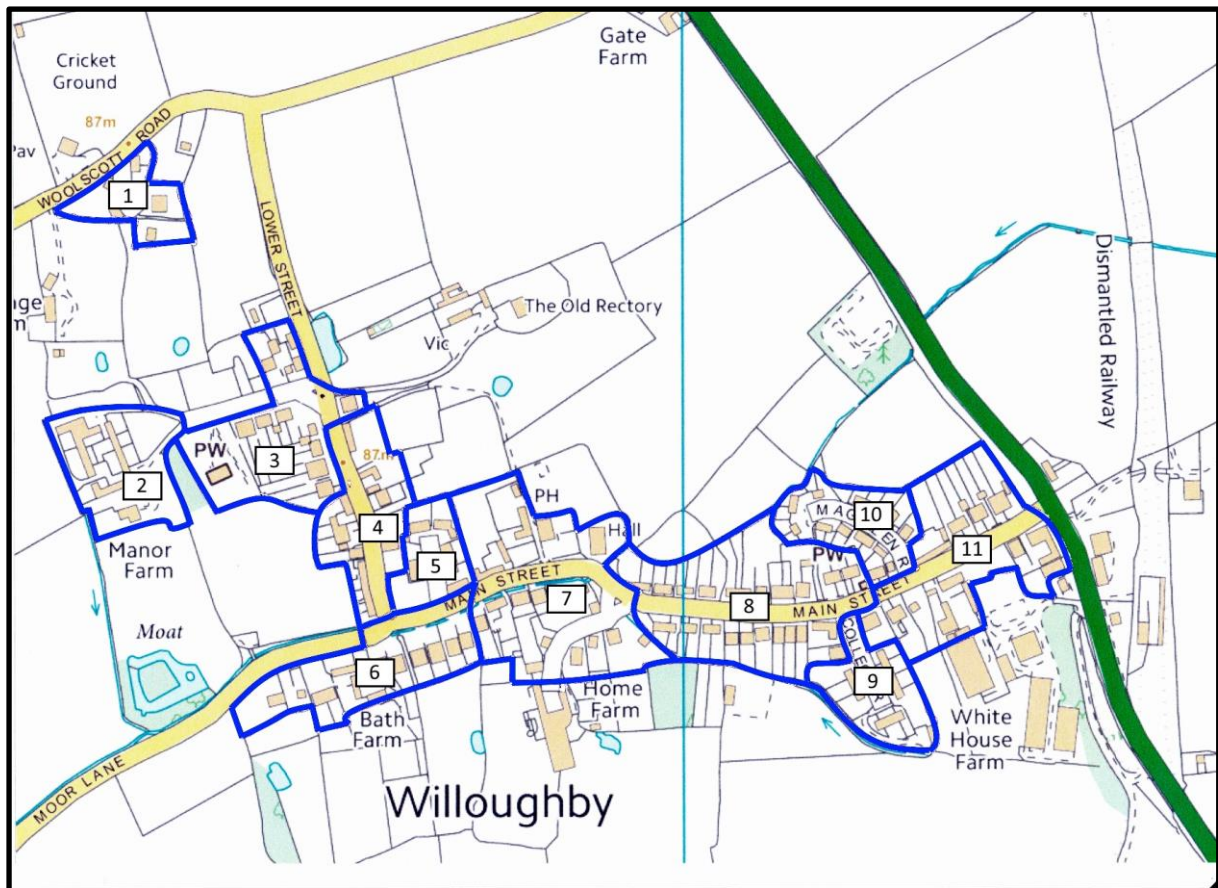 Gate
Farm
Cricket
Ground
87m
WOOLSCOTT ROAD
Pav
1
LOWER STREET
Dismantled Railway
The Old Rectory
Vic
PW
3
2
87m
4
PH
Hall
5
MAIN STREET
7
10
PW
11
8
MAIN STREET
9
Manor
Farm
Moat
6
Bath
Farm
Home
Farm
White
House
Farm
MOOR LANE
Willoughby